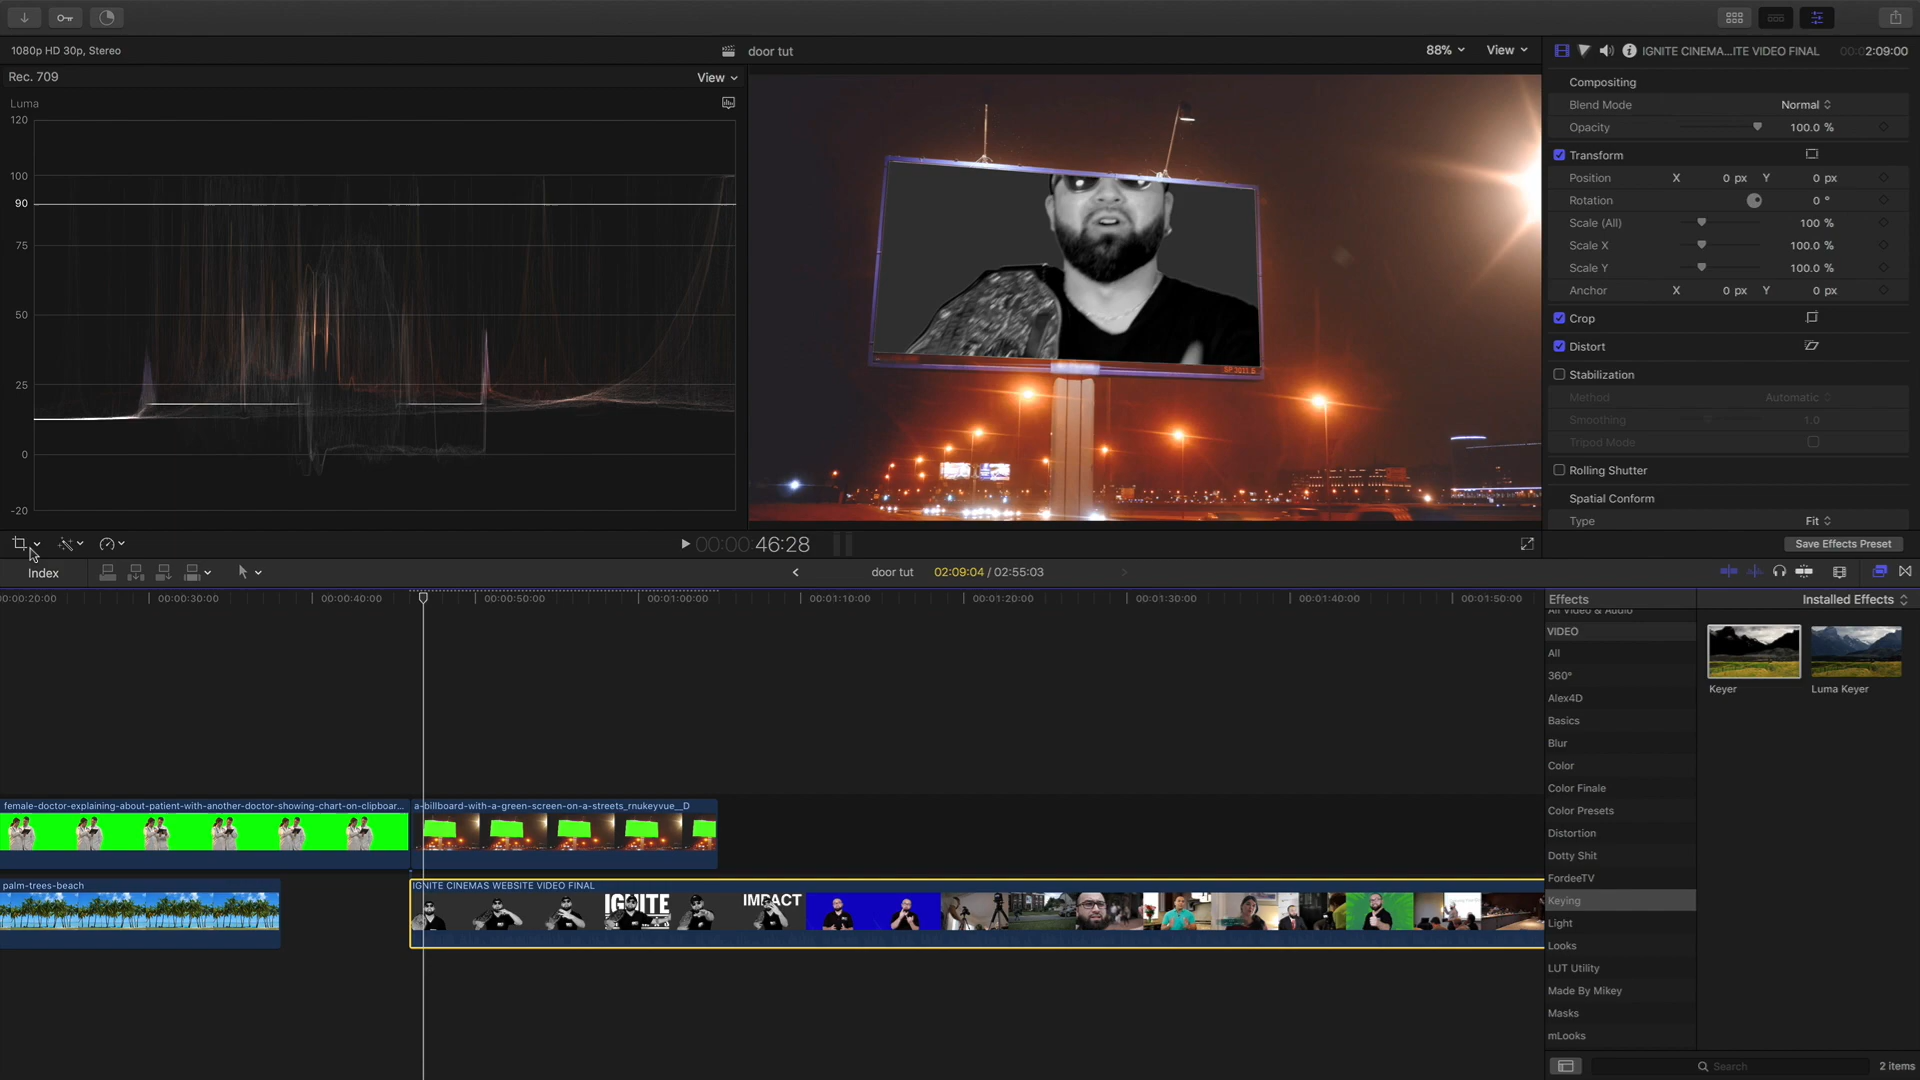 1080p HD 30p, Stereo
door tut
88%
View
IGNITE CINEMA...ITE VIDEO FINAL
00:02:09:00
Rec. 709
View
Luma
120
100
90
75
50
25
0
-20
Compositing
Blend Mode
Normal
Opacity
100.0 %
Transform
Position
X
0 px
Y
0 px
Rotation
0 °
Scale (All)
100 %
Scale X
100.0 %
Scale Y
100.0 %
Anchor
X
0 px
Y
0 px
Crop
Distort
Stabilization
Method
Automatic
Smoothing
1.0
Tripod Mode
Rolling Shutter
Spatial Conform
Type
Fit
00:00:46:28
Save Effects Preset
Index
door tut
02:09:04 / 02:55:03
00:00:20:00
00:00:30:00
00:00:40:00
00:00:50:00
00:01:00:00
00:01:10:00
00:01:20:00
00:01:30:00
00:01:40:00
00:01:50:00
Effects
Installed Effects
All Video & Audio
VIDEO
All
360°
Alex4D
Basics
Blur
Color
Color Finale
Color Presets
Distortion
Dotty Shit
FordeeTV
Keying
Light
Looks
LUT Utility
Made By Mikey
Masks
mLooks
Keyer
Luma Keyer
female-doctor-explaining-about-patient-with-another-doctor-showing-chart-on-clipboar...
a-billboard-with-a-green-screen-on-a-streets_rnukeyvue__D
palm-trees-beach
IGNITE CINEMAS WEBSITE VIDEO FINAL
IGNITE
IMPACT
Search
2 items